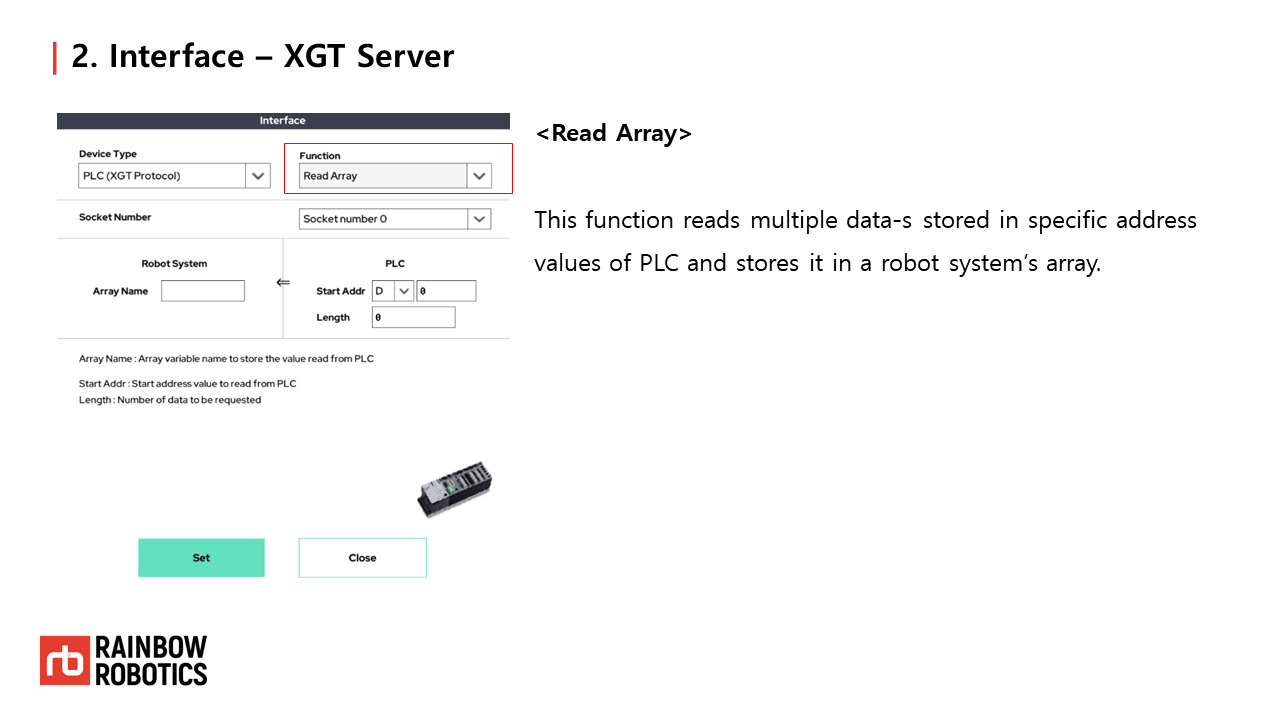 2. Interface – XGT Server
Interface
Device Type
Function
PLC (XGT Protocol)
Read Array
Socket Number
Socket number 0
Robot System
PLC
Array Name
⇐
Start Addr
D
0
Length
0
Array Name : Array variable name to store the value read from PLC
Start Addr : Start address value to read from PLC
Length : Number of data to be requested
Set
Close
<Read Array>
This function reads multiple data-s stored in specific address
values of PLC and stores it in a robot system’s array.
rb
RAINBOW
ROBOTICS